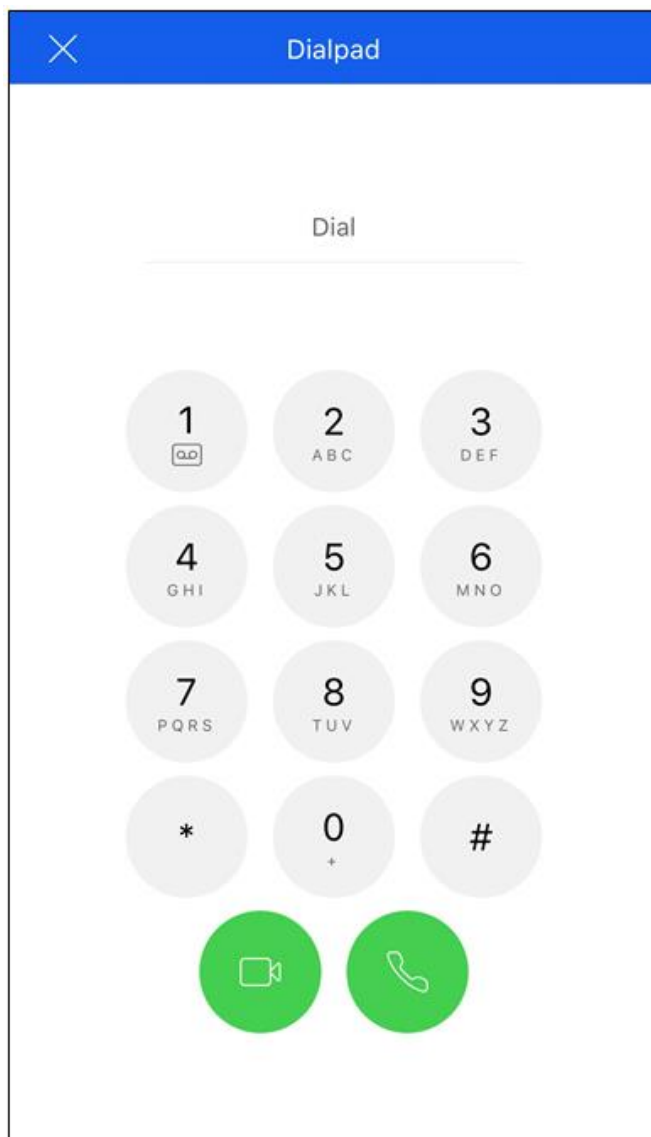 Dialpad
Dial
1 2 3
ABC DEF
4 5 6
GHI JKL MNO
7 8 9
PQRS TUV WXYZ
* 0 #
+